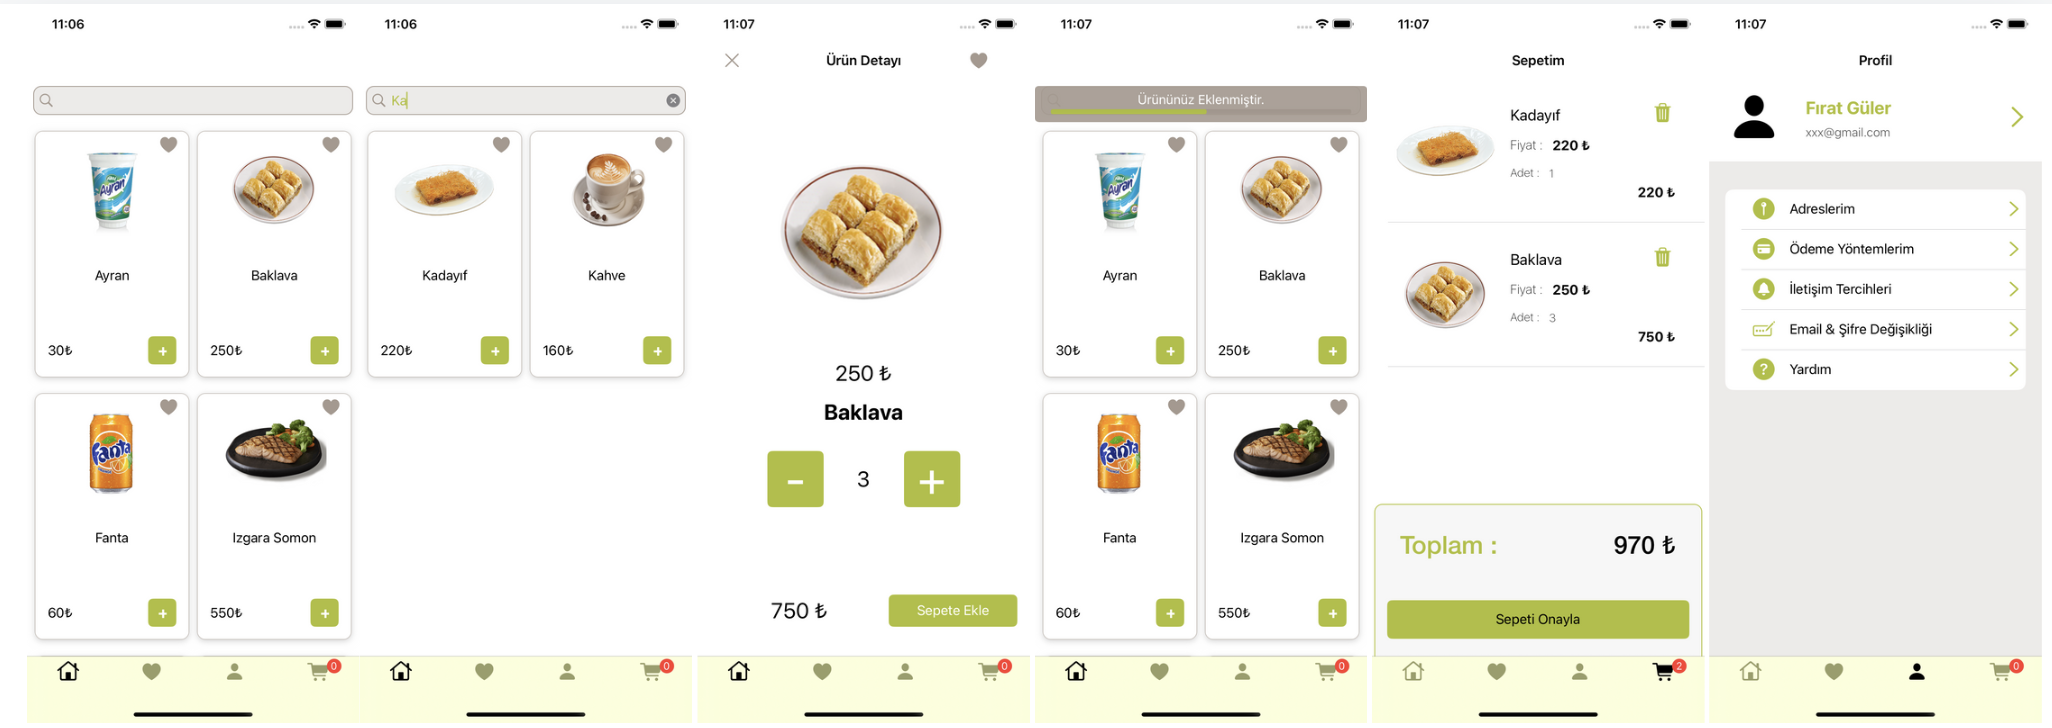 11:06
Ayran
Ayran
Baklava
30₺
+
250₺
+
Fanta
Fanta
Izgara Somon
60₺
+
550₺
+
0
11:06
Ka
Kadayıf
Kahve
220₺
+
160₺
+
0
11:07
Ürün Detayı
250 ₺
Baklava
-
3
+
750 ₺
Sepete Ekle
0
11:07
Ürününüz Eklenmiştir.
Ayran
Ayran
Baklava
30₺
+
250₺
+
Fanta
Fanta
Izgara Somon
60₺
+
550₺
+
0
11:07
Sepetim
Kadayıf
Fiyat : 220 ₺
Adet : 1
220 ₺
Baklava
Fiyat : 250 ₺
Adet : 3
750 ₺
Toplam : 970 ₺
Sepeti Onayla
2
11:07
Profil
Fırat Güler
xxx@gmail.com
Adreslerim
Ödeme Yöntemlerim
İletişim Tercihleri
Email & Şifre Değişikliği
? Yardım
0